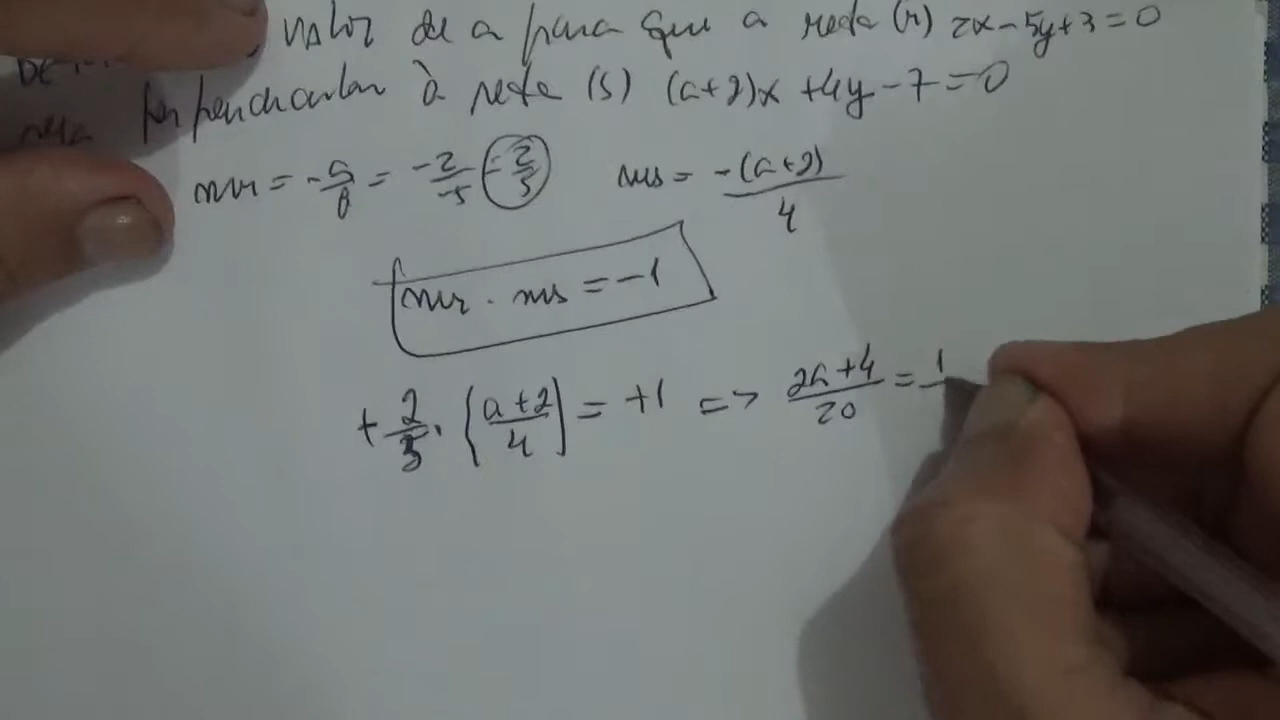 valor de a para que a reta (r) 2x - 5y + 3 = 0
perpendicular à reta (s) (a+2)x + 4y - 7 = 0
mr = -a/b = -2/-5 = 2/5 ms = -(a+2)/4
mr . ms = -1
+ 2/5 . (a+2/4) = +1 => 2a+4/20 = 1